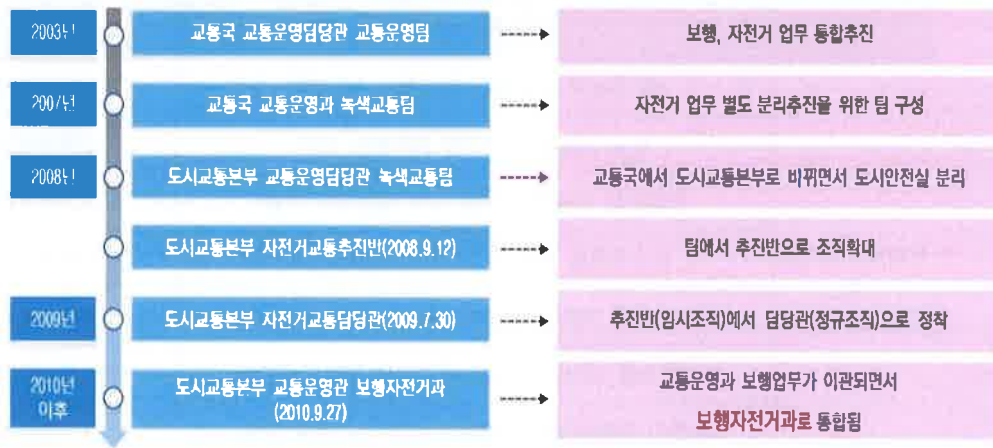 2003년
교통국 교통운영담당관 교통운영팀
보행, 자전거 업무 통합추진
2007년
교통국 교통운영과 녹색교통팀
자전거 업무 별도 분리추진을 위한 팀 구성
2008년
도시교통본부 교통운영담당관 녹색교통팀
교통국에서 도시교통본부로 바뀌면서 도시안전실 분리
도시교통본부 자전거교통추진반(2008.9.12)
팀에서 추진반으로 조직확대
2009년
도시교통본부 자전거교통담당관(2009.7.30)
추진반(임시조직)에서 담당관(정규조직)으로 정착
2010년
이후
도시교통본부 교통운영관 보행자전거과
(2010.9.27)
교통운영과 보행업무가 이관되면서
보행자전거과로 통합됨